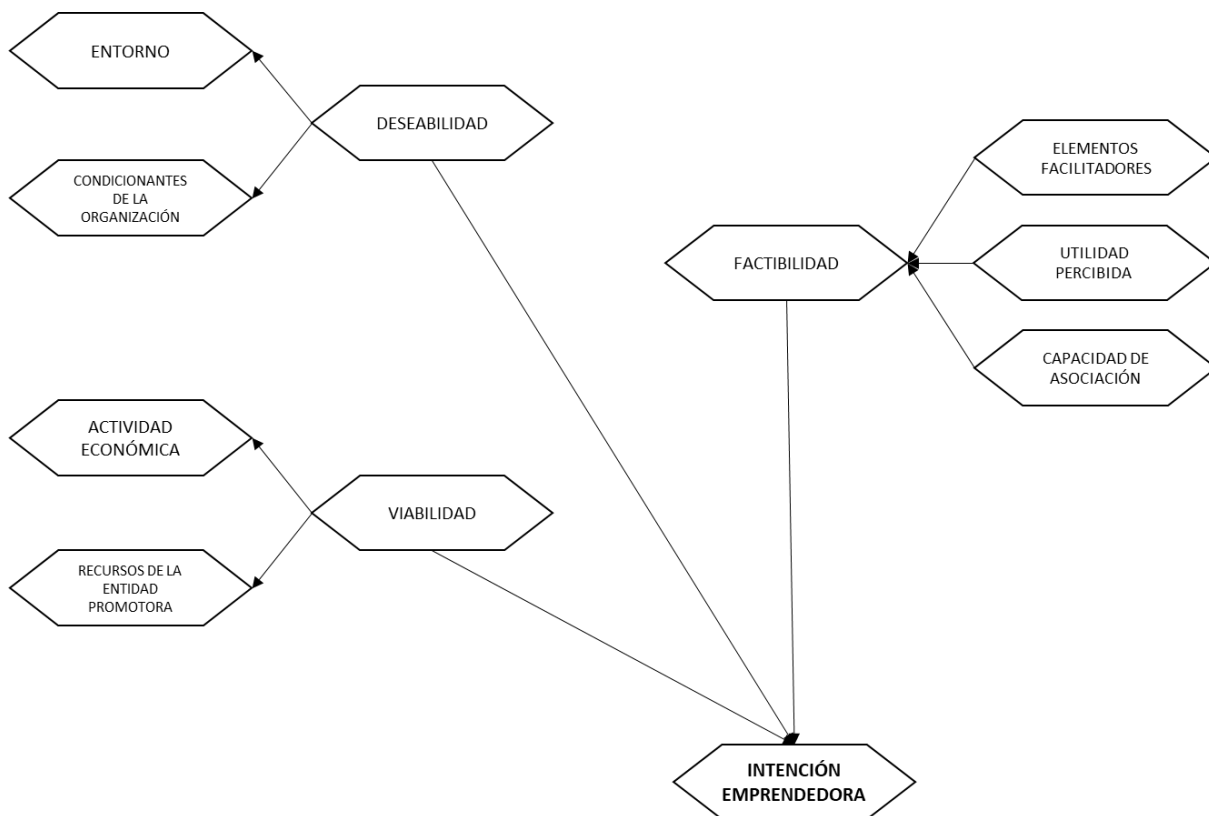 ENTORNO
DESEABILIDAD
CONDICIONANTES
DE LA
ORGANIZACIÓN
ELEMENTOS
FACILITADORES
FACTIBILIDAD
UTILIDAD
PERCIBIDA
CAPACIDAD DE
ASOCIACIÓN
ACTIVIDAD
ECONÓMICA
VIABILIDAD
RECURSOS DE LA
ENTIDAD
PROMOTORA
INTENCIÓN
EMPRENDEDORA